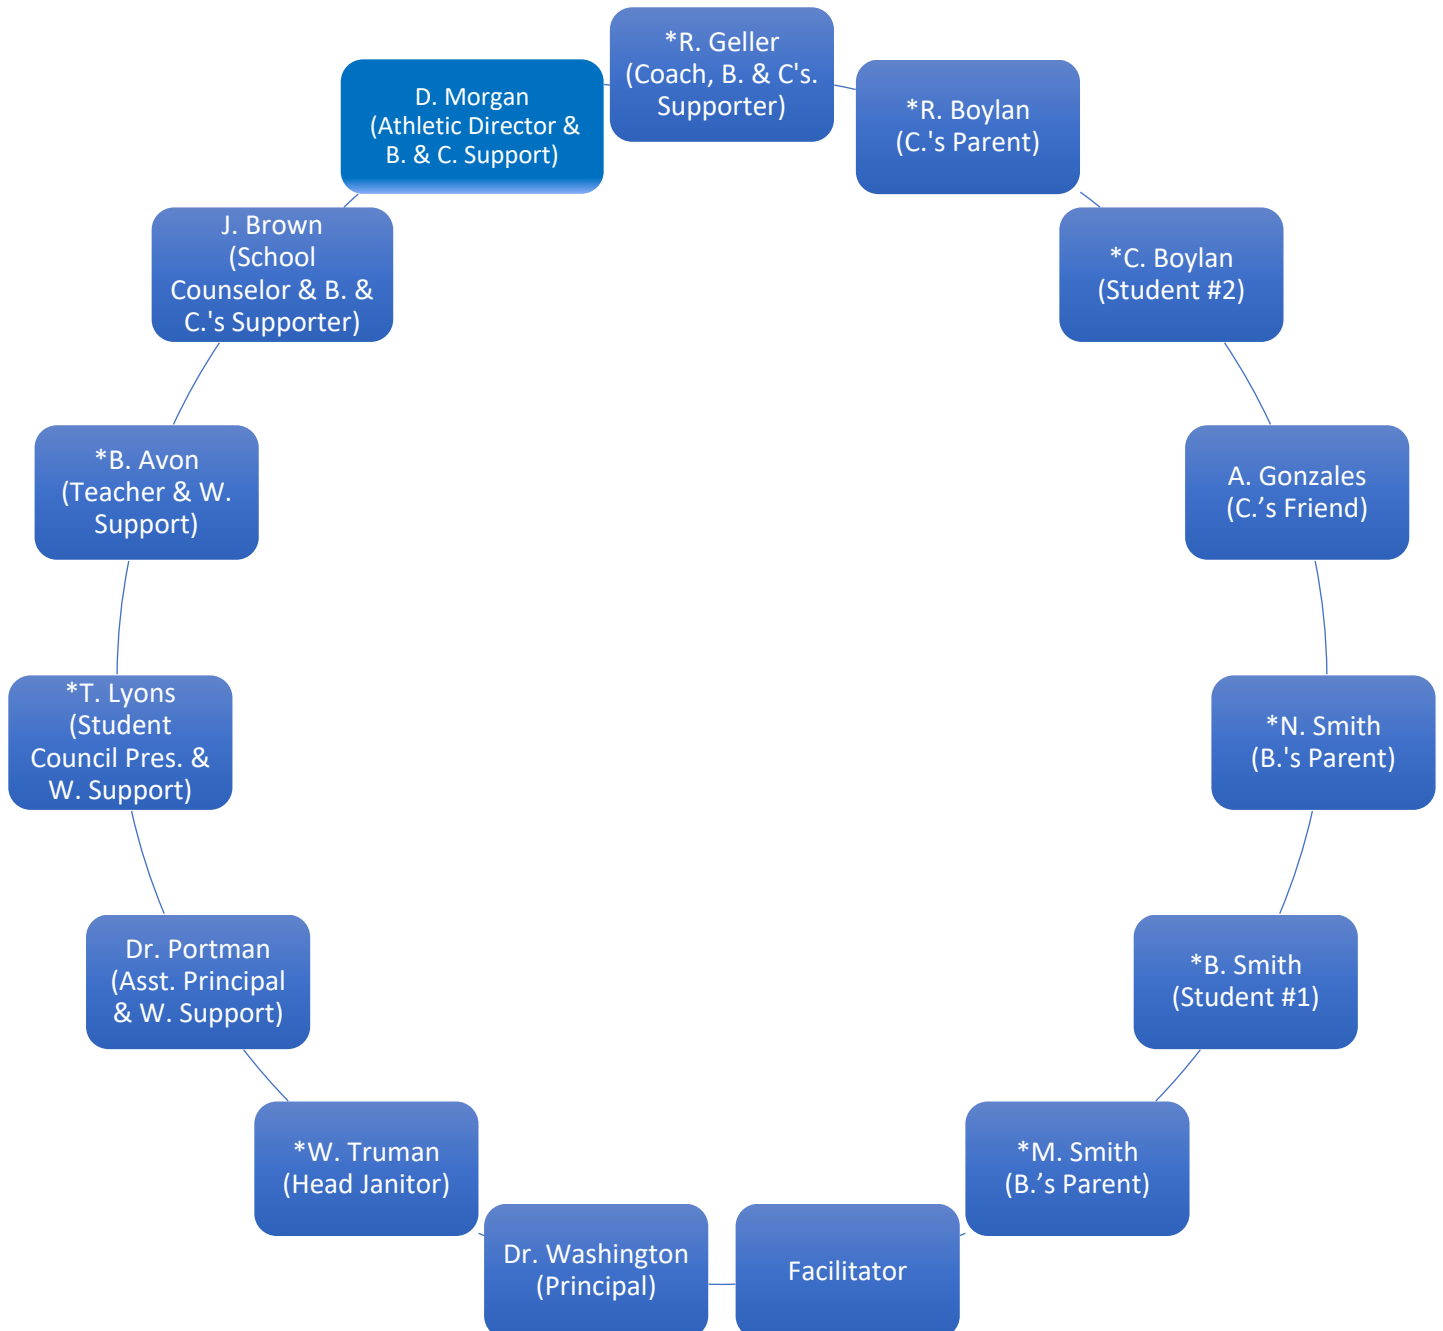 *R. Geller
(Coach, B. & C's.
Supporter)
*R. Boylan
(C.'s Parent)
*C. Boylan
(Student #2)
A. Gonzales
(C.’s Friend)
*N. Smith
(B.'s Parent)
*B. Smith
(Student #1)
*M. Smith
(B.’s Parent)
Facilitator
Dr. Washington
(Principal)
*W. Truman
(Head Janitor)
Dr. Portman
(Asst. Principal
& W. Support)
*T. Lyons
(Student
Council Pres. &
W. Support)
*B. Avon
(Teacher & W.
Support)
J. Brown
(School
Counselor & B. &
C.'s Supporter)
D. Morgan
(Athletic Director &
B. & C. Support)